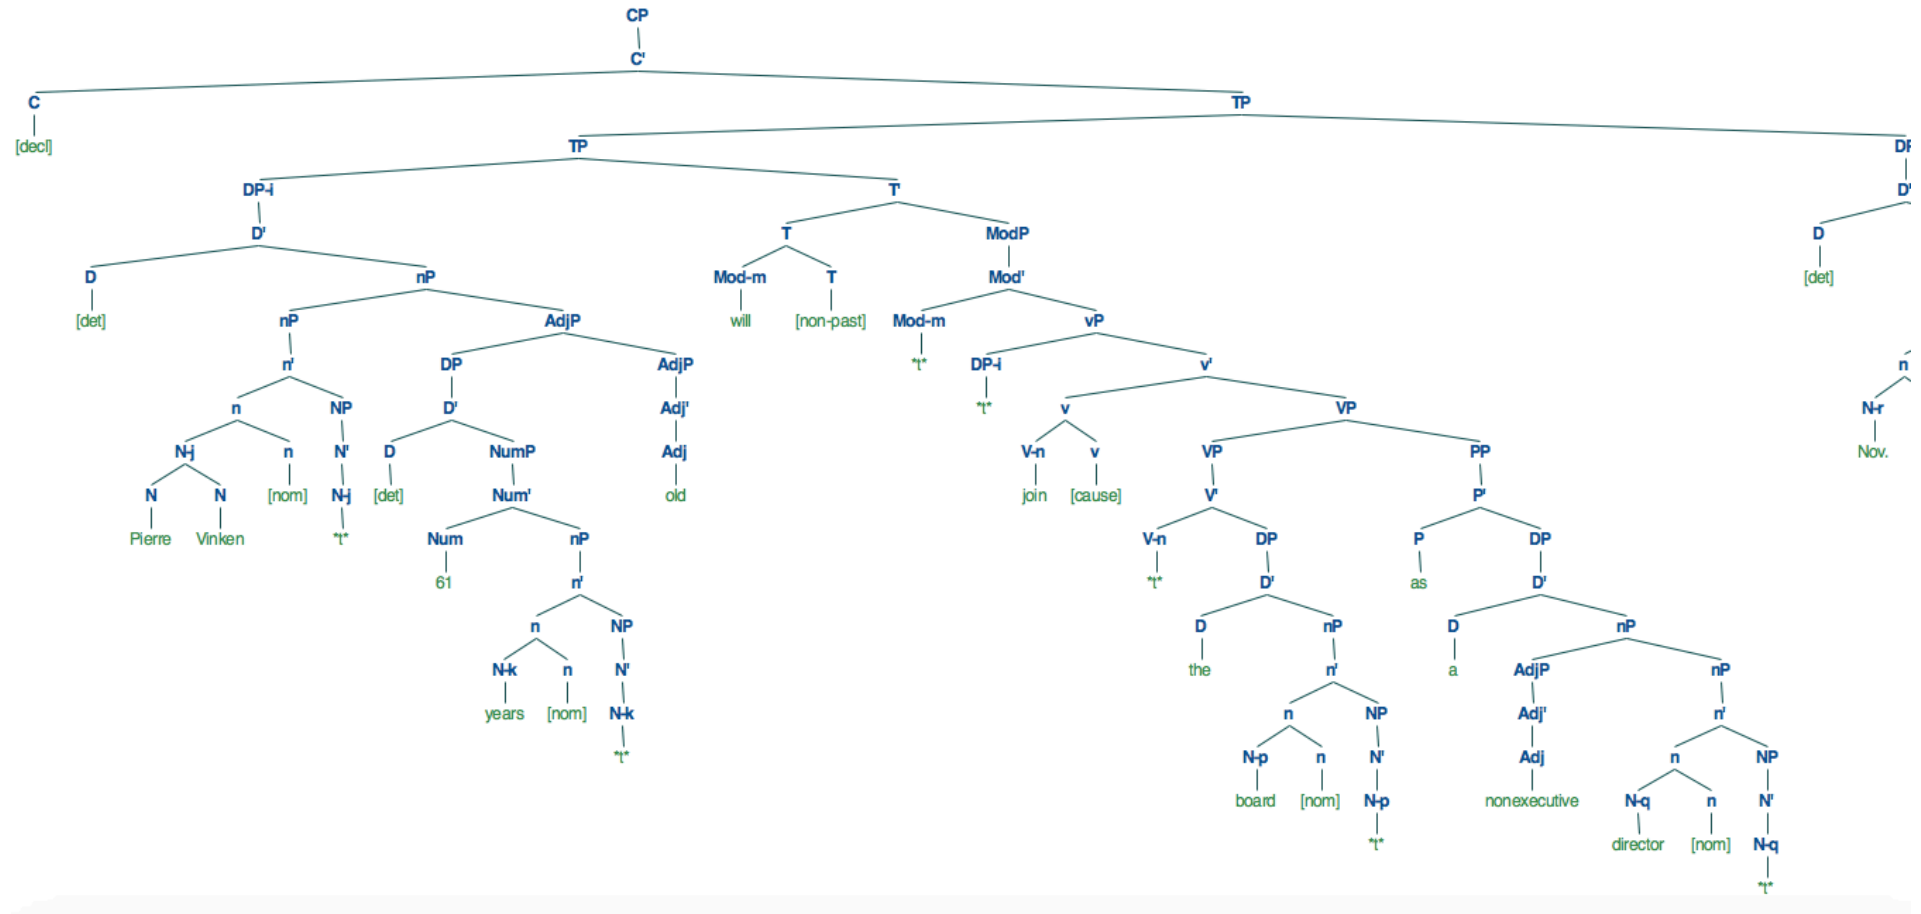 CP
C'
C TP
[decl] TP DP
DP-i T' D'
D' T ModP D
D nP Mod-m T Mod' [det]
[det] nP AdjP will [non-past] Mod-m vP
n' DP AdjP *t* DP-i v' n
n NP D' Adj' *t* v VP N-r
N-j n N' D NumP Adj V-n v VP PP Nov.
N N [nom] N-j [det] Num' old join [cause] V' P'
Pierre Vinken *t* Num nP V-n DP P DP
61 n' *t* D' as D'
n NP D nP D nP
N-k n N' the n' a AdjP nP
years [nom] N-k n NP Adj' n'
*t* N-p n N' Adj n NP
board [nom] N-p nonexecutive N-q n N'
*t* director [nom] N-q
*t*